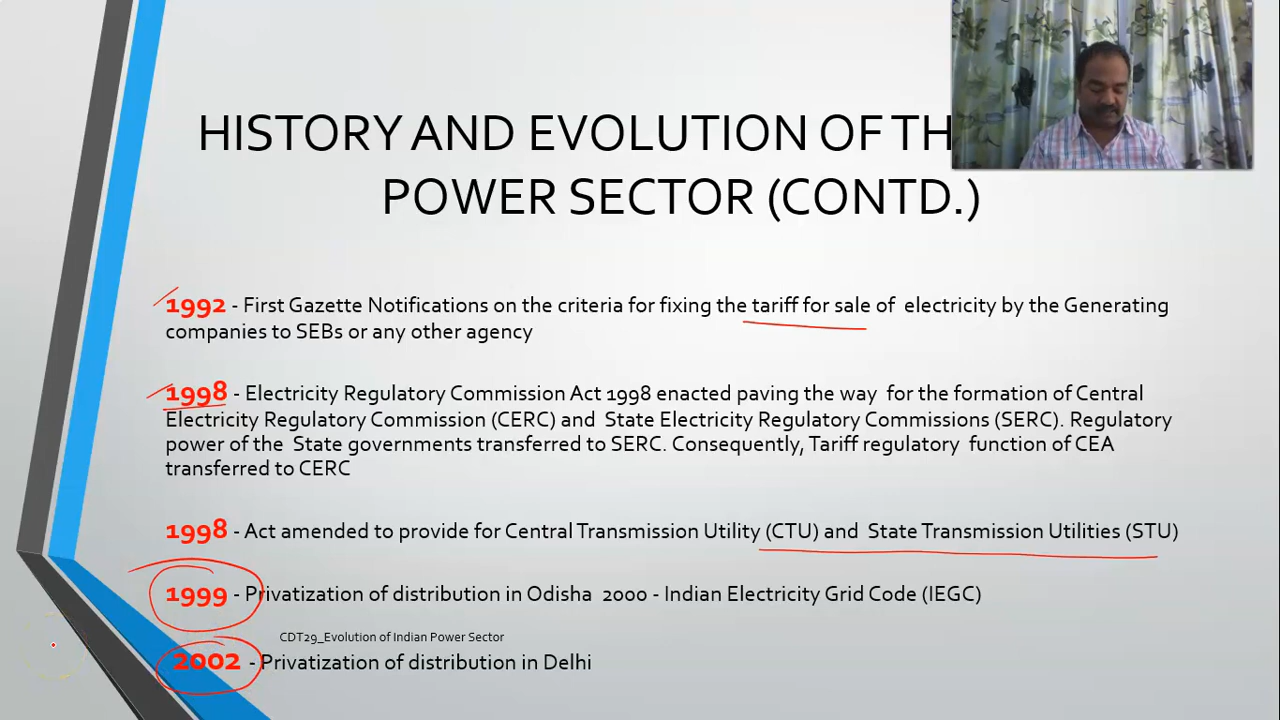 HISTORY AND EVOLUTION OF TH
POWER SECTOR (CONTD.)
1992 - First Gazette Notifications on the criteria for fixing the tariff for sale of electricity by the Generating
companies to SEBs or any other agency
1998 - Electricity Regulatory Commission Act 1998 enacted paving the way for the formation of Central
Electricity Regulatory Commission (CERC) and State Electricity Regulatory Commissions (SERC). Regulatory
power of the State governments transferred to SERC. Consequently, Tariff regulatory function of CEA
transferred to CERC
1998 - Act amended to provide for Central Transmission Utility (CTU) and State Transmission Utilities (STU)
1999 - Privatization of distribution in Odisha 2000 - Indian Electricity Grid Code (IEGC)
CDT29_Evolution of Indian Power Sector
2002 - Privatization of distribution in Delhi